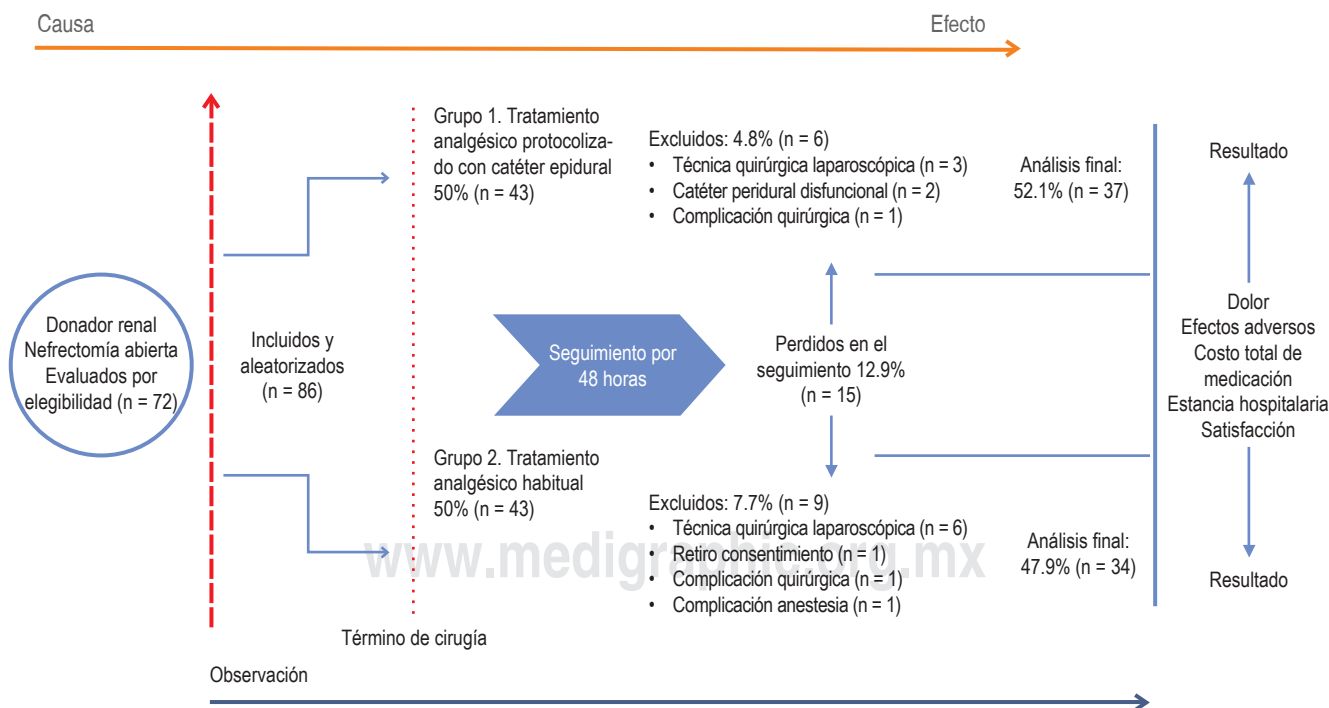 Causa
Efecto
Donador renal
Nefrectomía abierta
Evaluados por
elegibilidad (n = 72)
Incluidos y
aleatorizados
(n = 86)
Grupo 1. Tratamiento
analgésico protocoliza-
do con catéter epidural
50% (n = 43)
Grupo 2. Tratamiento
analgésico habitual
50% (n = 43)
Término de cirugía
Seguimiento por
48 horas
Excluidos: 4.8% (n = 6)
• Técnica quirúrgica laparoscópica (n = 3)
• Catéter peridural disfuncional (n = 2)
• Complicación quirúrgica (n = 1)
Perdidos en el
seguimiento 12.9%
(n = 15)
Excluidos: 7.7% (n = 9)
• Técnica quirúrgica laparoscópica (n = 6)
• Retiro consentimiento (n = 1)
• Complicación quirúrgica (n = 1)
• Complicación anestesia (n = 1)
Análisis final:
52.1% (n = 37)
Análisis final:
47.9% (n = 34)
Resultado
Dolor
Efectos adversos
Costo total de
medicación
Estancia hospitalaria
Satisfacción
Resultado
Observación
www.medigraphic.org.mx